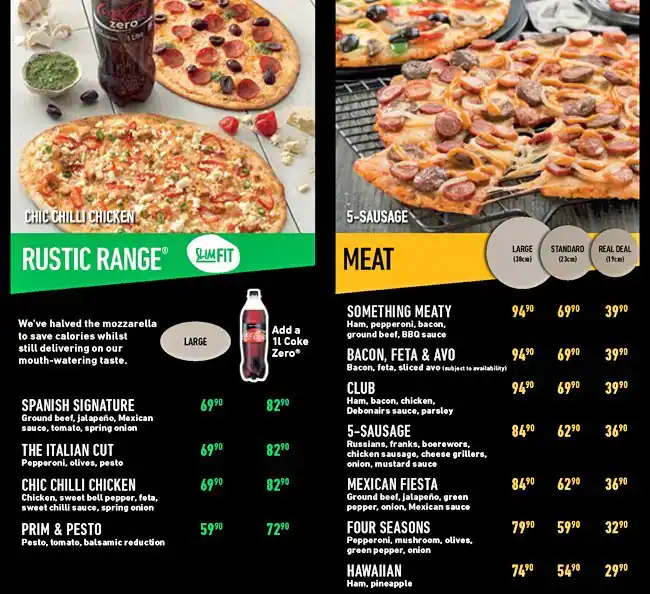 zero
1 Litre
CHIC CHILLI CHICKEN
RUSTIC RANGE®
SLIMFIT
We've halved the mozzarella
to save calories whilst
still delivering on our
mouth-watering taste.
LARGE
Add a
1l Coke
Zero®
SPANISH SIGNATURE 69⁹⁰ 82⁹⁰
Ground beef, jalapeño, Mexican
sauce, tomato, spring onion
THE ITALIAN CUT 69⁹⁰ 82⁹⁰
Pepperoni, olives, pesto
CHIC CHILLI CHICKEN 69⁹⁰ 82⁹⁰
Chicken, sweet bell pepper, feta,
sweet chilli sauce, spring onion
PRIM & PESTO 59⁹⁰ 72⁹⁰
Pesto, tomato, balsamic reduction
5-SAUSAGE
MEAT
LARGE
(30cm)
STANDARD
(23cm)
REAL DEAL
(19cm)
SOMETHING MEATY 94⁹⁰ 69⁹⁰ 39⁹⁰
Ham, pepperoni, bacon,
ground beef, BBQ sauce
BACON, FETA & AVO 94⁹⁰ 69⁹⁰ 39⁹⁰
Bacon, feta, sliced avo (subject to availability)
CLUB 94⁹⁰ 69⁹⁰ 39⁹⁰
Ham, bacon, chicken,
Debonairs sauce, parsley
5-SAUSAGE 84⁹⁰ 62⁹⁰ 36⁹⁰
Russians, franks, boerewors,
chicken sausage, cheese grillers,
onion, mustard sauce
MEXICAN FIESTA 84⁹⁰ 62⁹⁰ 36⁹⁰
Ground beef, jalapeño, green
pepper, onion, Mexican sauce
FOUR SEASONS 79⁹⁰ 59⁹⁰ 32⁹⁰
Pepperoni, mushroom, olives,
green pepper, onion
HAWAIIAN 74⁹⁰ 54⁹⁰ 29⁹⁰
Ham, pineapple